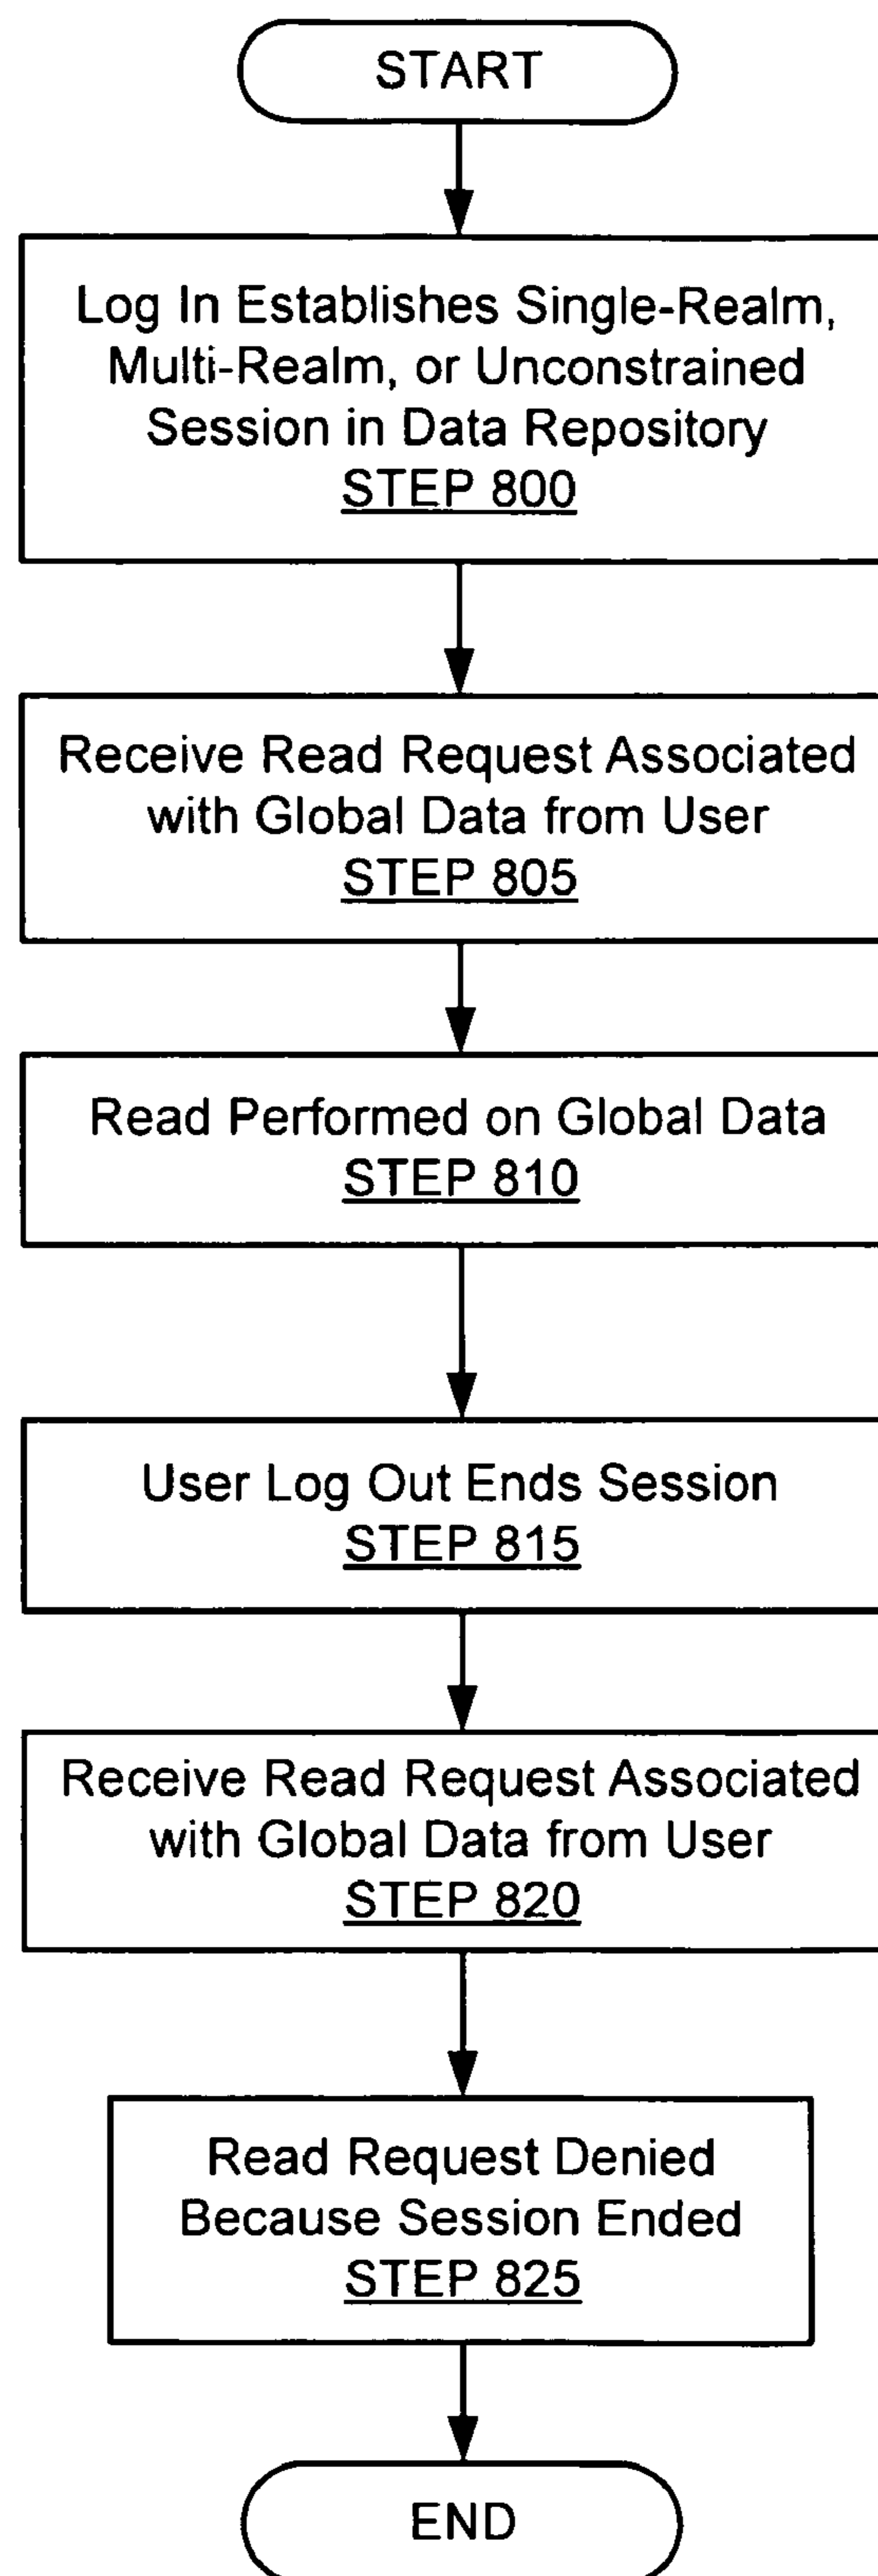 START
Log In Establishes Single-Realm,
Multi-Realm, or Unconstrained
Session in Data Repository
STEP 800
Receive Read Request Associated
with Global Data from User
STEP 805
Read Performed on Global Data
STEP 810
User Log Out Ends Session
STEP 815
Receive Read Request Associated
with Global Data from User
STEP 820
Read Request Denied
Because Session Ended
STEP 825
END